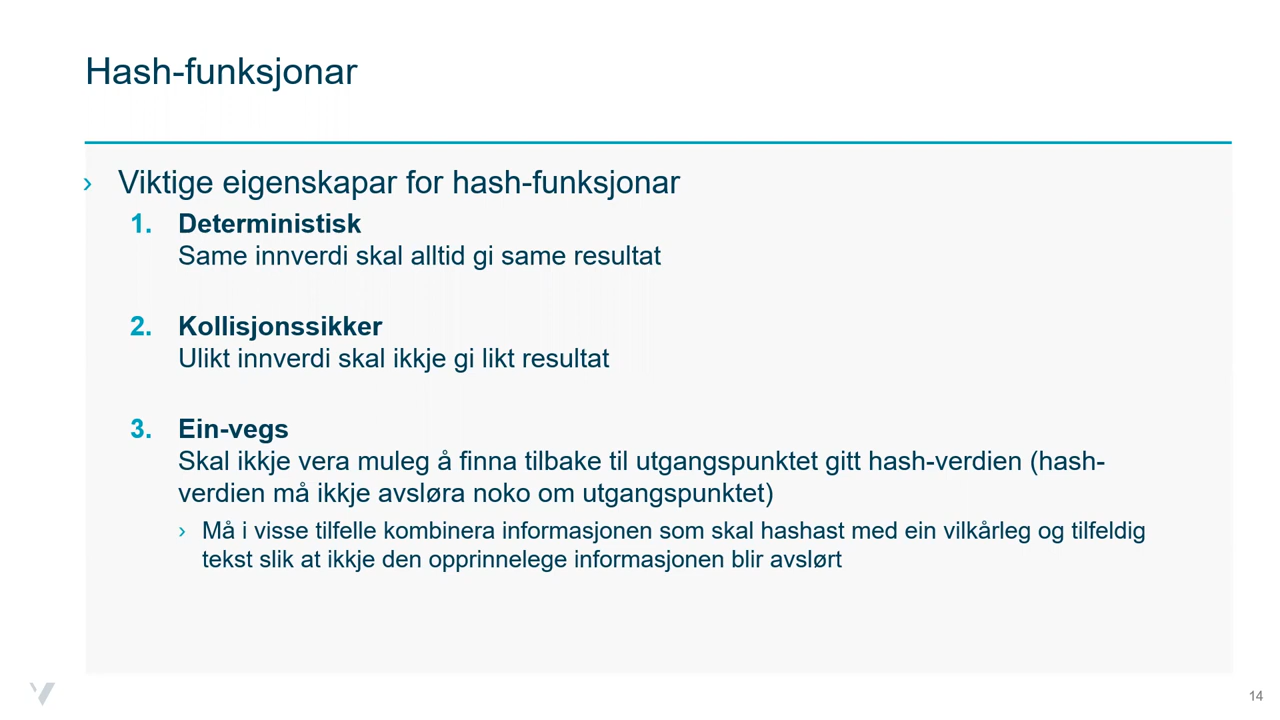 Hash-funksjonar
› Viktige eigenskapar for hash-funksjonar
1. Deterministisk
Same innverdi skal alltid gi same resultat
2. Kollisjonssikker
Ulikt innverdi skal ikkje gi likt resultat
3. Ein-vegs
Skal ikkje vera muleg å finna tilbake til utgangspunktet gitt hash-verdien (hash-
verdien må ikkje avsløra noko om utgangspunktet)
› Må i visse tilfelle kombinera informasjonen som skal hashast med ein vilkårleg og tilfeldig
tekst slik at ikkje den opprinnelege informasjonen blir avslørt
14